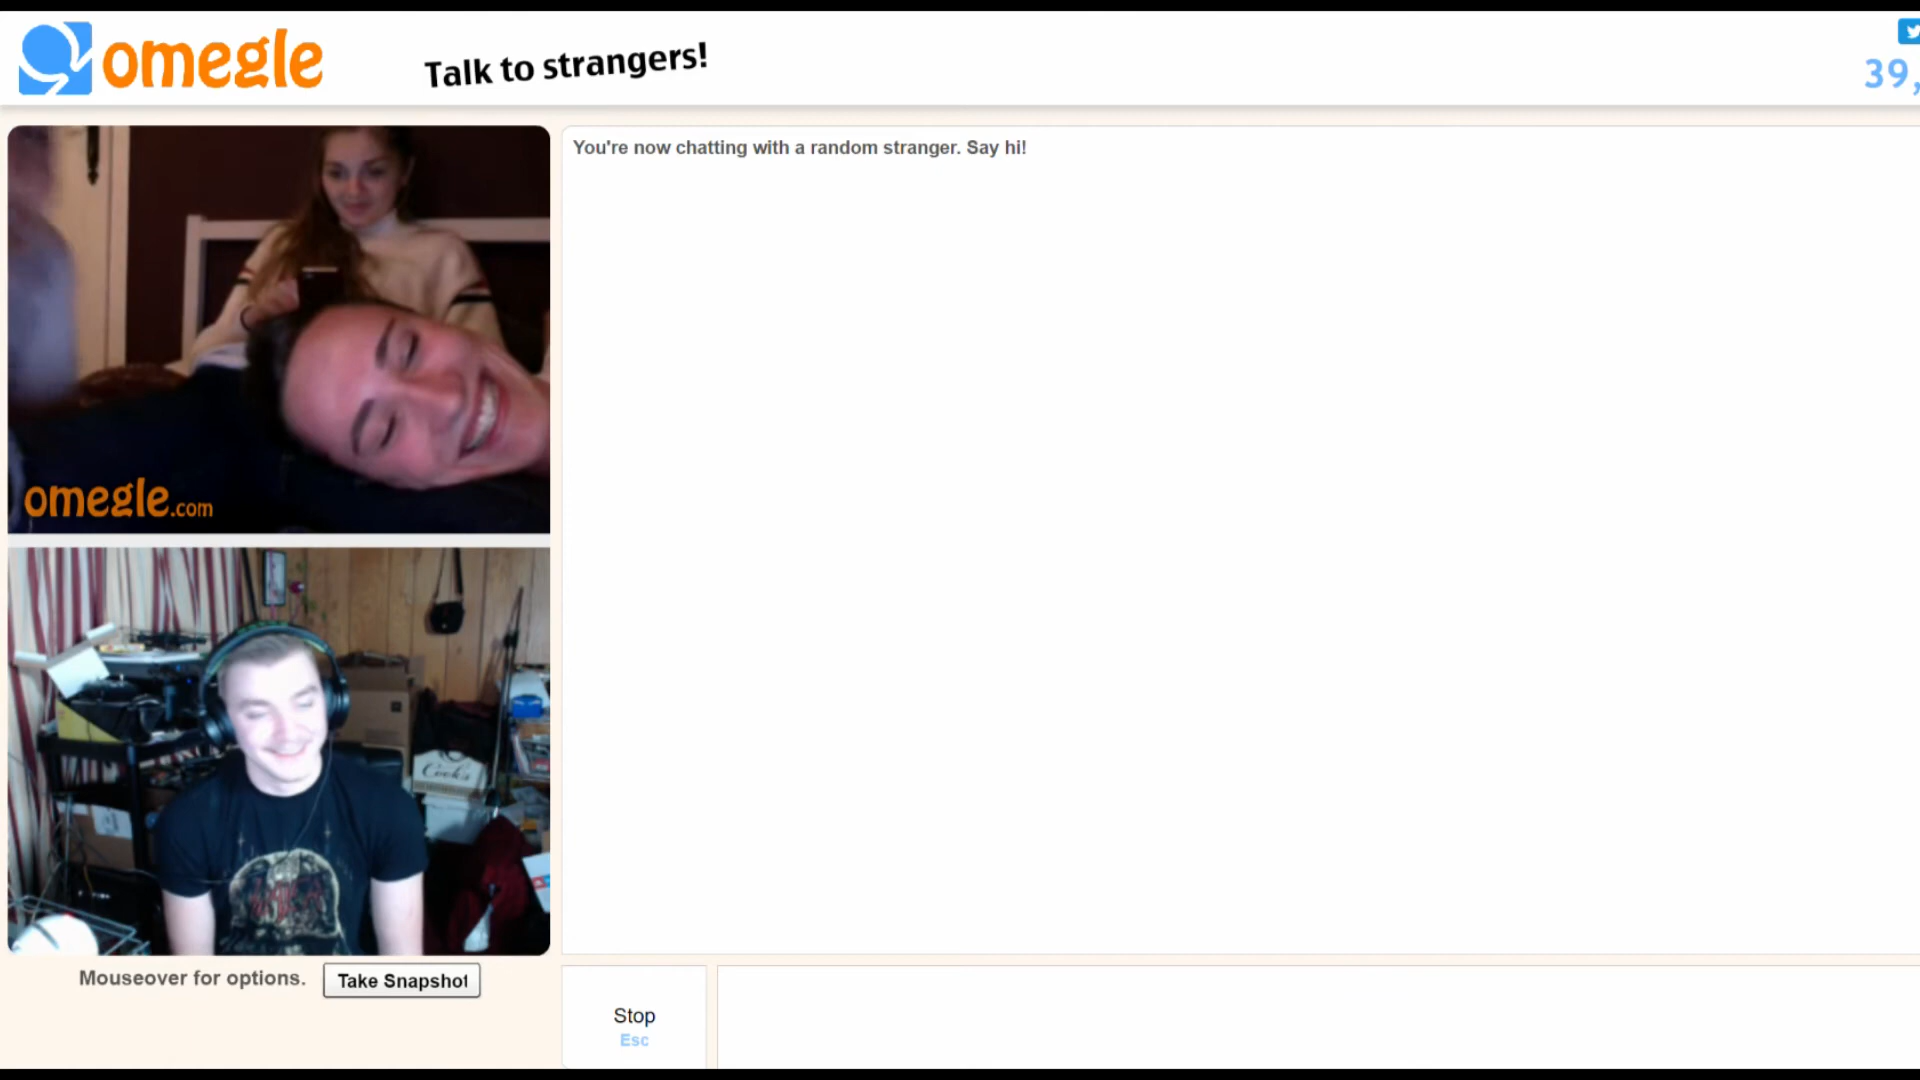 omegle
Talk to strangers!
39,
You're now chatting with a random stranger. Say hi!
omegle.com
Cook's
Mouseover for options.
Take Snapshot
Stop
Esc